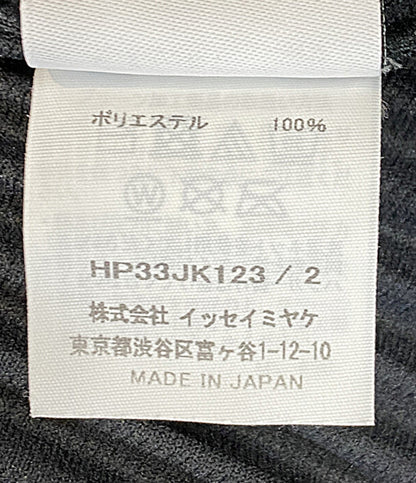 ポリエステル 100%
HP33JK123 / 2
株式会社 イッセイミヤケ
東京都渋谷区富ヶ谷1-12-10
MADE IN JAPAN